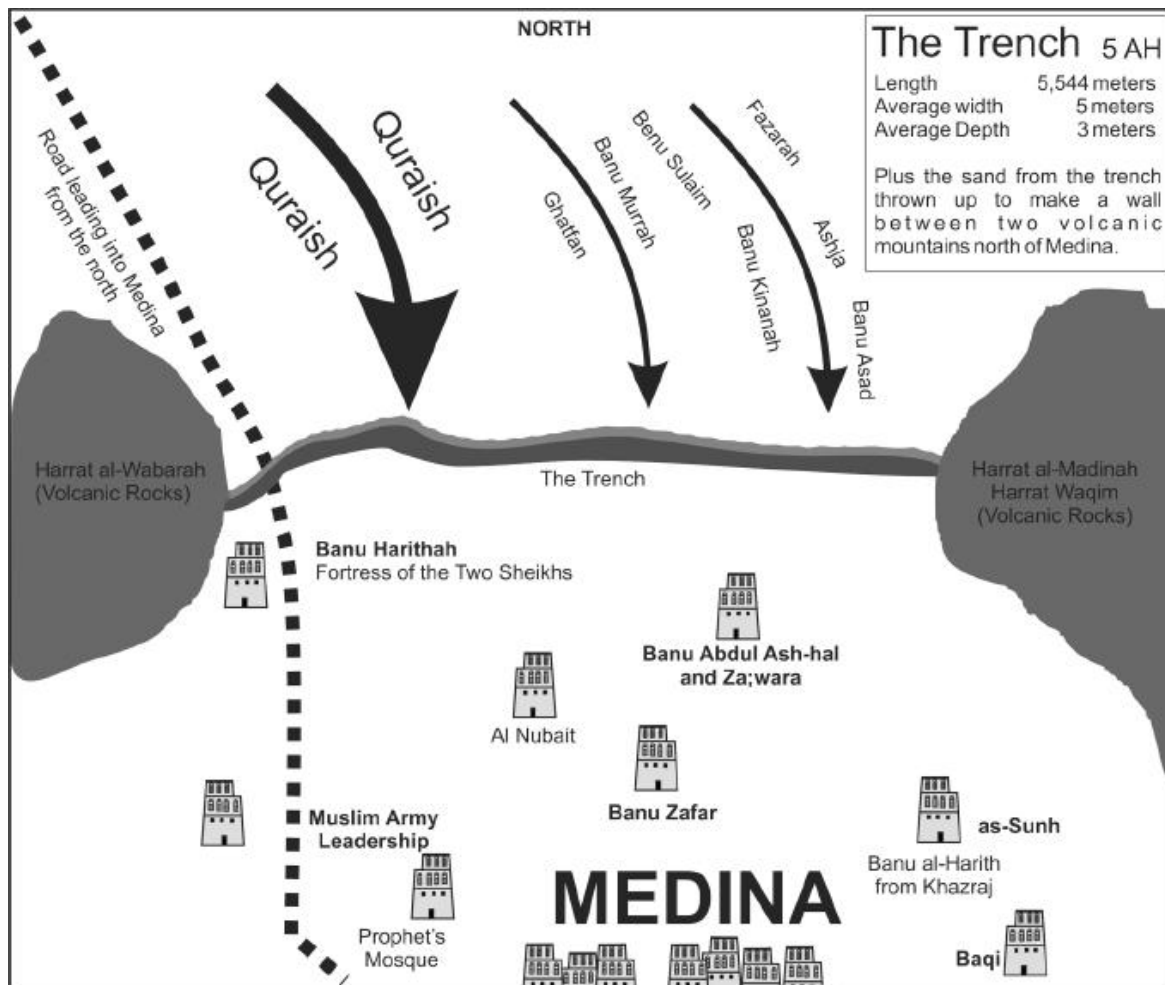 NORTH
The Trench 5 AH
Length 5,544 meters
Average width 5 meters
Average Depth 3 meters
Plus the sand from the trench
thrown up to make a wall
between two volcanic
mountains north of Medina.
Road leading into Medina
from the north
Quraish
Quraish
Ghatfan
Banu Murrah
Benu Sulaim
Fazarah
Banu Kinanah
Ashja
Banu Asad
Harrat al-Wabarah
(Volcanic Rocks)
The Trench
Harrat al-Madinah
Harrat Waqim
(Volcanic Rocks)
Banu Harithah
Fortress of the Two Sheikhs
Banu Abdul Ash-hal
and Za;wara
Al Nubait
Banu Zafar
Muslim Army
Leadership
as-Sunh
Banu al-Harith
from Khazraj
MEDINA
Prophet's
Mosque
Baqi